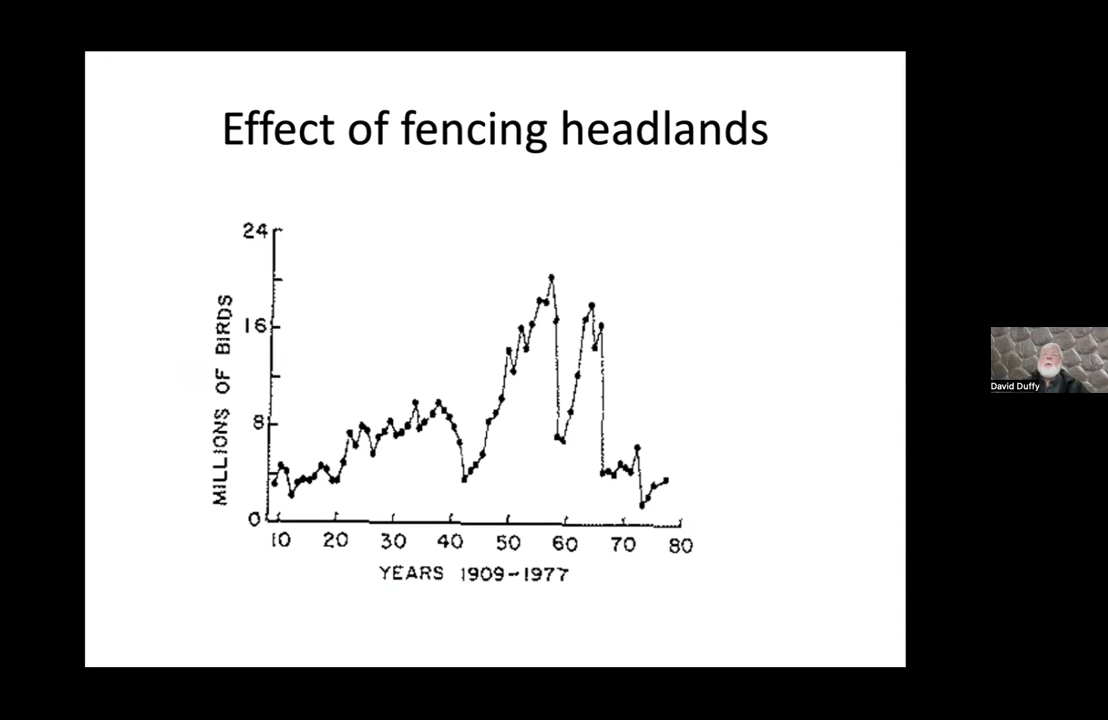 Effect of fencing headlands
24
16
8
0
MILLIONS OF BIRDS
10 20 30 40 50 60 70 80
YEARS 1909-1977
David Duffy